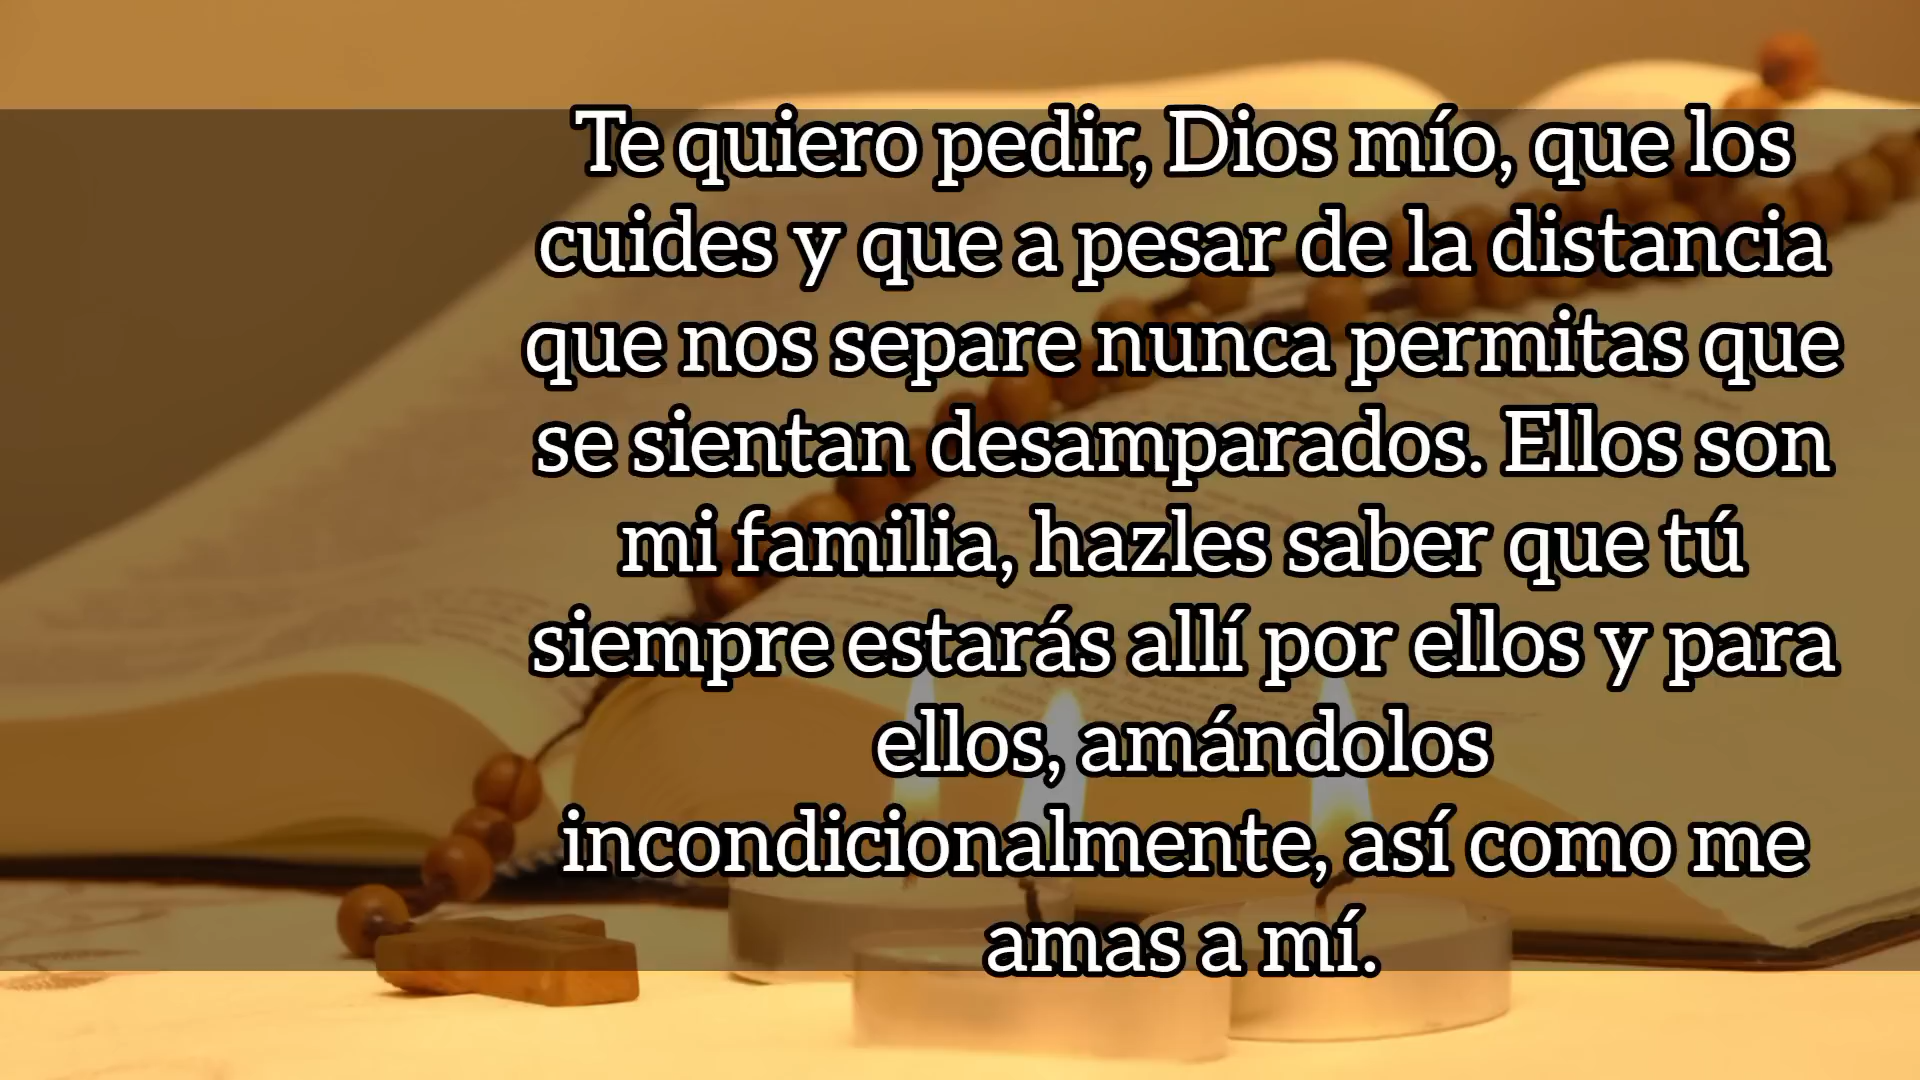 Te quiero pedir, Dios mío, que los
cuides y que a pesar de la distancia
que nos separe nunca permitas que
se sientan desamparados. Ellos son
mi familia, hazles saber que tú
siempre estarás allí por ellos y para
ellos, amándolos
incondicionalmente, así como me
amas a mí.